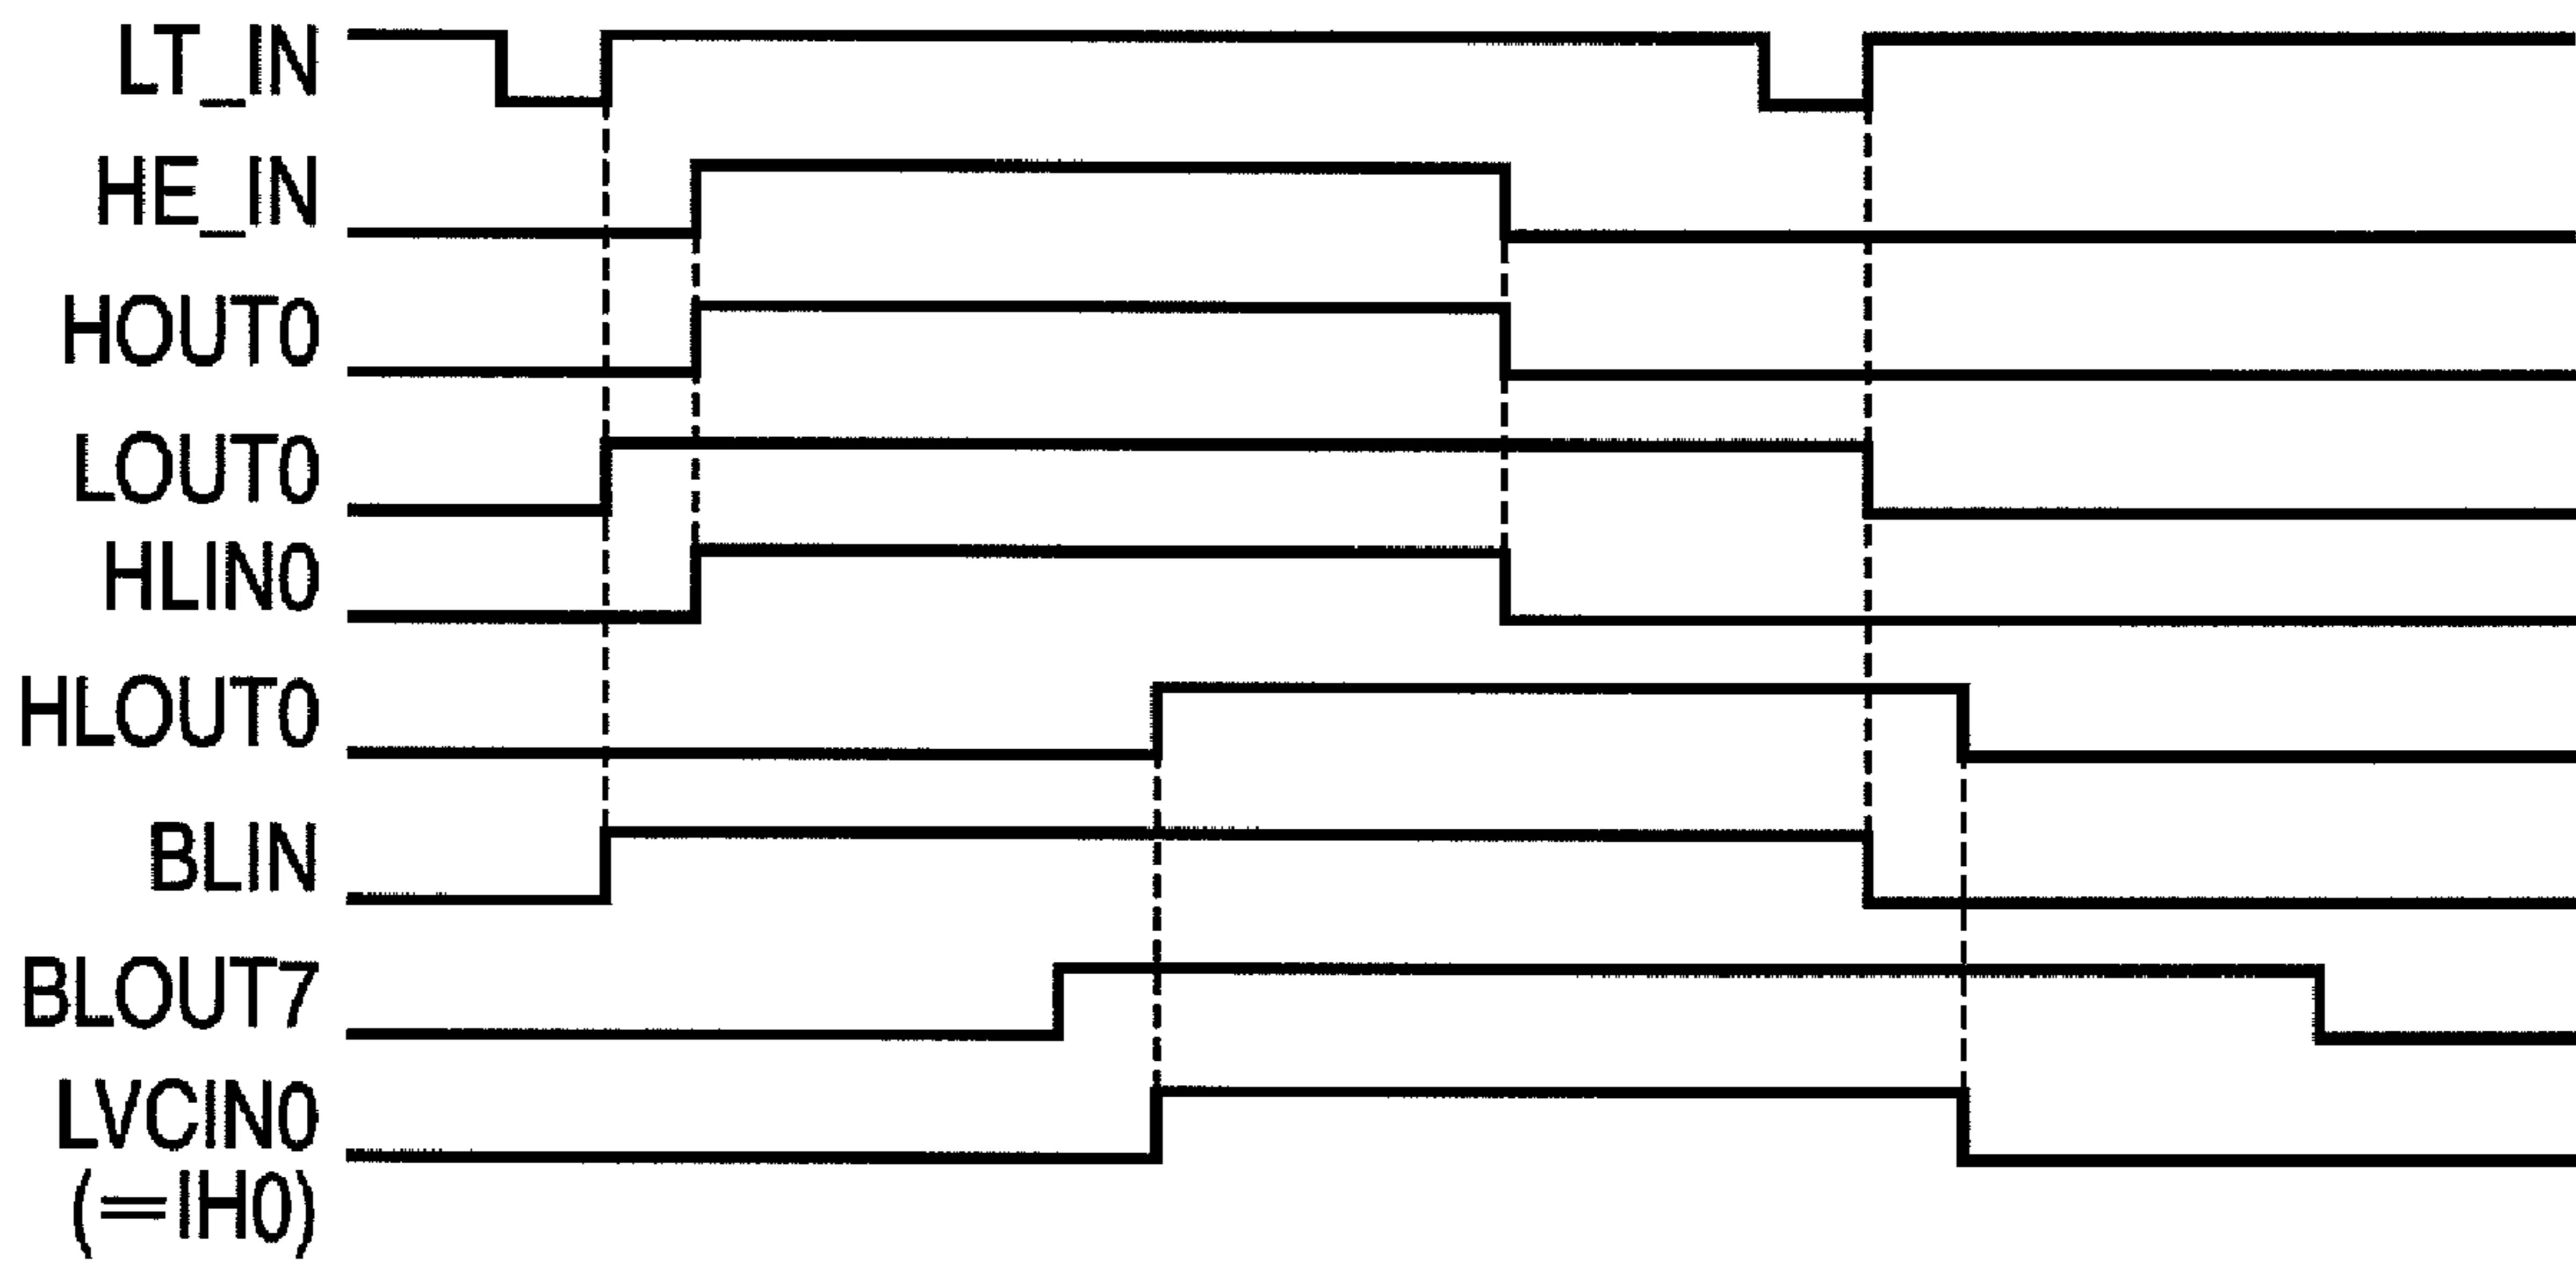 LT_IN
HE_IN
HOUT0
LOUT0
HLIN0
HLOUT0
BLIN
BLOUT7
LVCIN0
(=IH0)